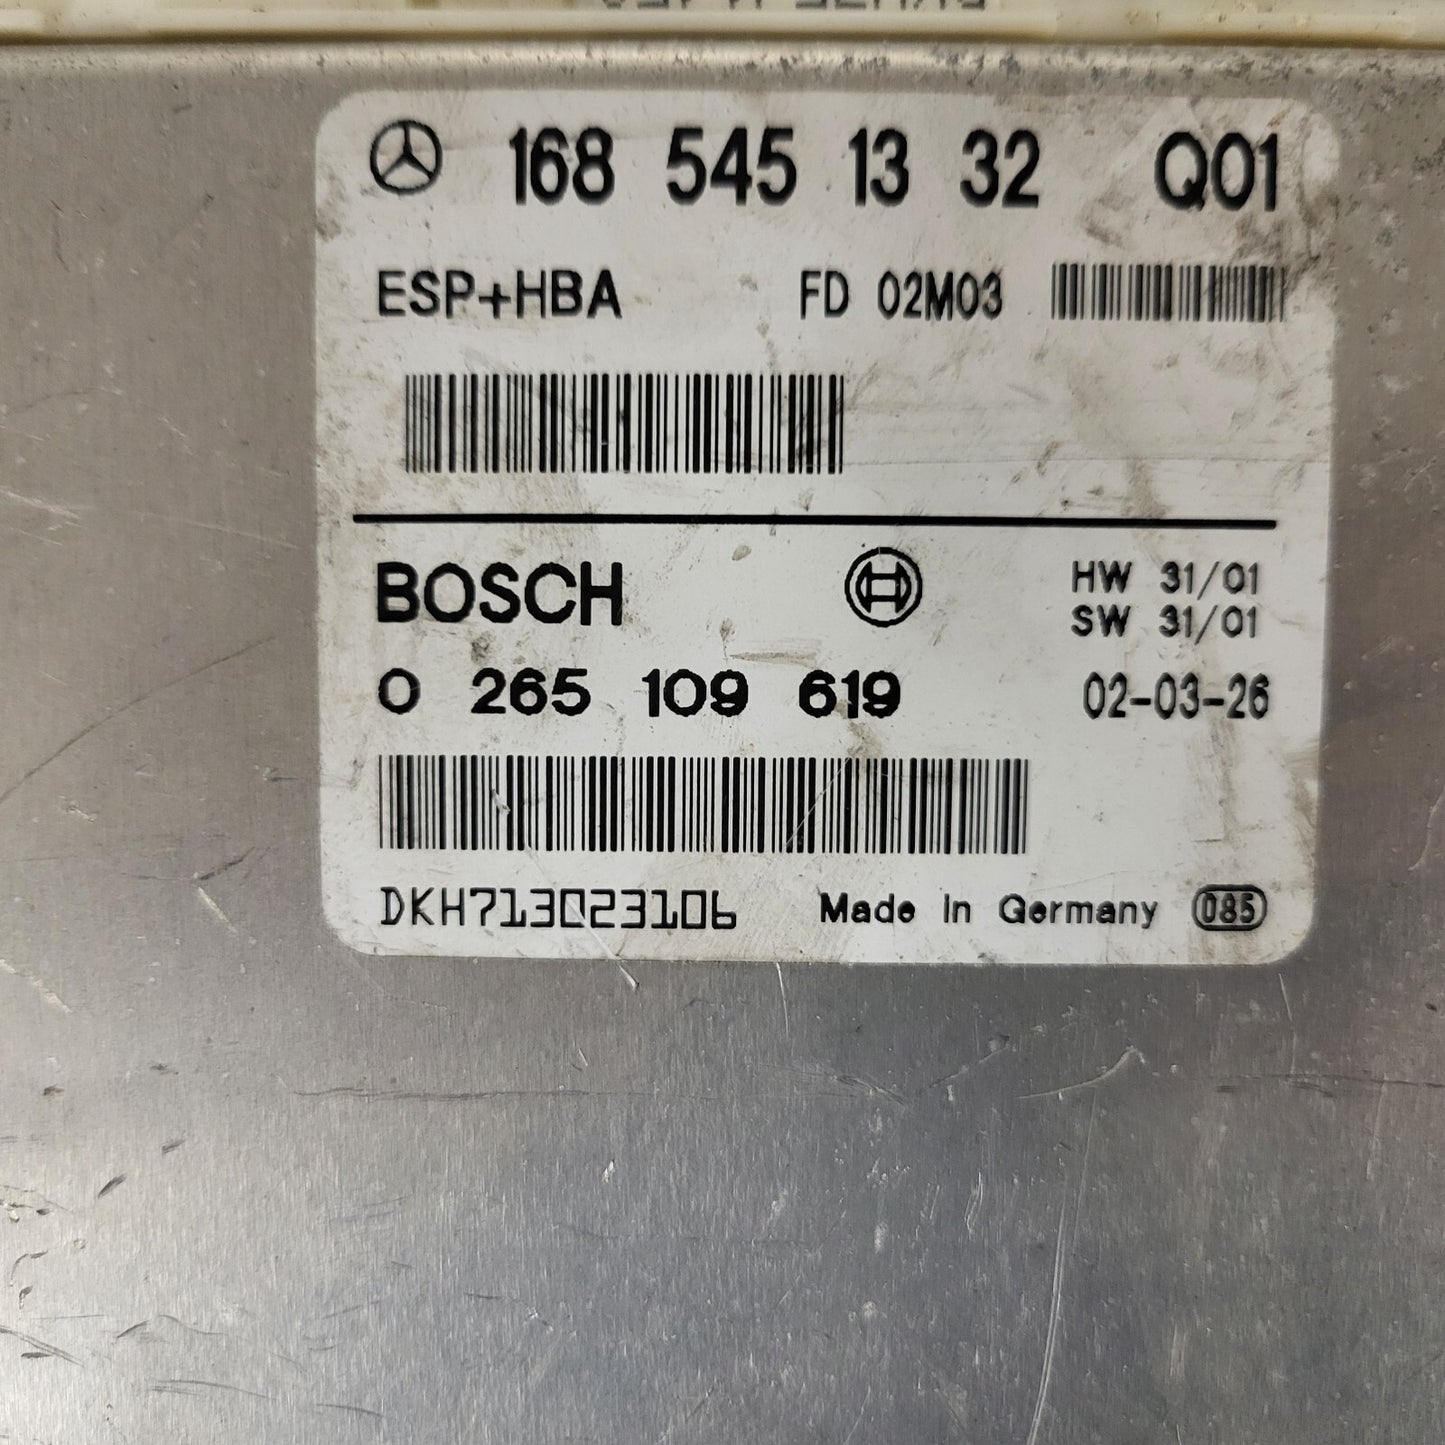 168 545 13 32 Q01
ESP+HBA FD 02M03
BOSCH HW 31/01
SW 31/01
0 265 109 619 02-03-26
DKH713023106 Made in Germany 085